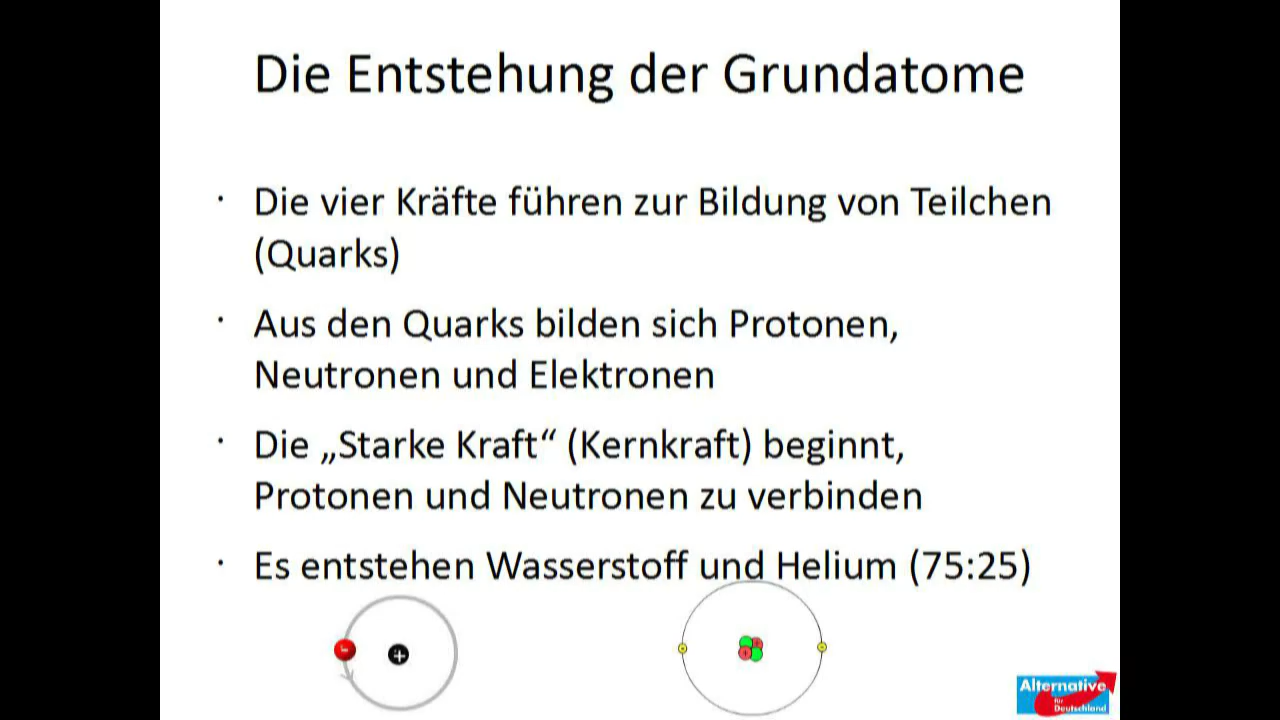 Die Entstehung der Grundatome
· Die vier Kräfte führen zur Bildung von Teilchen
(Quarks)
· Aus den Quarks bilden sich Protonen,
Neutronen und Elektronen
· Die „Starke Kraft“ (Kernkraft) beginnt,
Protonen und Neutronen zu verbinden
· Es entstehen Wasserstoff und Helium (75:25)
- +
+ +
Alternative
für
Deutschland